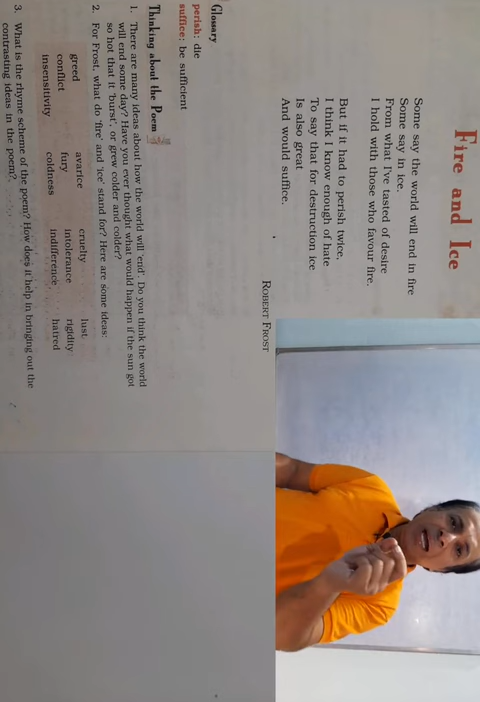 Fire and Ice
Some say the world will end in fire
Some say in ice.
From what I've tasted of desire
I hold with those who favour fire.
But if it had to perish twice,
I think I know enough of hate
To say that for destruction ice
Is also great
And would suffice.
ROBERT FROST
Glossary
perish: die
suffice: be sufficient
Thinking about the Poem
1. There are many ideas about how the world will 'end'. Do you think the world
will end some day? Have you ever thought what would happen if the sun got
so hot that it 'burst', or grew colder and colder?
2. For Frost, what do 'fire' and 'ice' stand for? Here are some ideas:
greed avarice cruelty lust
conflict fury intolerance rigidity
insensitivity coldness indifference hatred
3. What is the rhyme scheme of the poem? How does it help in bringing out the
contrasting ideas in the poem?